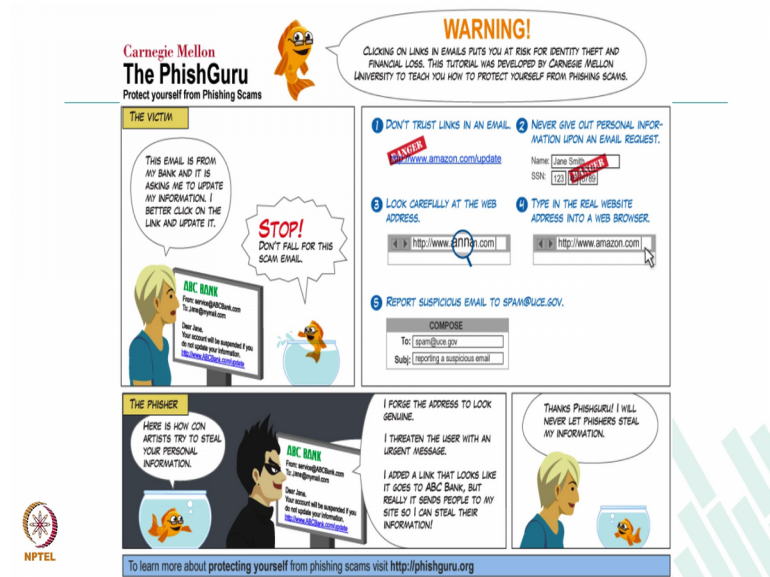 WARNING!
CLICKING ON LINKS IN EMAILS PUTS YOU AT RISK FOR IDENTITY THEFT AND
FINANCIAL LOSS. THIS TUTORIAL WAS DEVELOPED BY CARNEGIE MELLON
UNIVERSITY TO TEACH YOU HOW TO PROTECT YOURSELF FROM PHISHING SCAMS.
Carnegie Mellon
The PhishGuru
Protect yourself from Phishing Scams
THE VICTIM
THIS EMAIL IS FROM
MY BANK AND IT IS
ASKING ME TO UPDATE
MY INFORMATION. I
BETTER CLICK ON THE
LINK AND UPDATE IT.
STOP!
DON'T FALL FOR THIS
SCAM EMAIL.
ABC BANK
From: service@ABCBank.com
To: Jane@mymail.com
Dear Jane,
Your account will be suspended if you
do not update your information.
http://www.ABCBank.com/update
1 DON'T TRUST LINKS IN AN EMAIL.
DANGER
http://www.amazon.com/update
2 NEVER GIVE OUT PERSONAL INFOR-
MATION UPON AN EMAIL REQUEST.
Name: Jane Smith
DANGER
SSN: 123 6789
3 LOOK CAREFULLY AT THE WEB
ADDRESS.
http://www.annan.com
4 TYPE IN THE REAL WEBSITE
ADDRESS INTO A WEB BROWSER.
http://www.amazon.com
5 REPORT SUSPICIOUS EMAIL TO SPAM@UCE.GOV.
COMPOSE
To: spam@uce.gov
Subj: reporting a suspicious email
THE PHISHER
HERE IS HOW CON
ARTISTS TRY TO STEAL
YOUR PERSONAL
INFORMATION.
ABC BANK
From: service@ABCBank.com
To: Jane@mymail.com
Dear Jane,
Your account will be suspended if you
do not update your information.
http://www.ABCBank.com/update
I FORGE THE ADDRESS TO LOOK
GENUINE.
I THREATEN THE USER WITH AN
URGENT MESSAGE.
I ADDED A LINK THAT LOOKS LIKE
IT GOES TO ABC BANK, BUT
REALLY IT SENDS PEOPLE TO MY
SITE SO I CAN STEAL THEIR
INFORMATION!
THANKS PHISHGURU! I WILL
NEVER LET PHISHERS STEAL
MY INFORMATION.
To learn more about protecting yourself from phishing scams visit http://phishguru.org
NPTEL